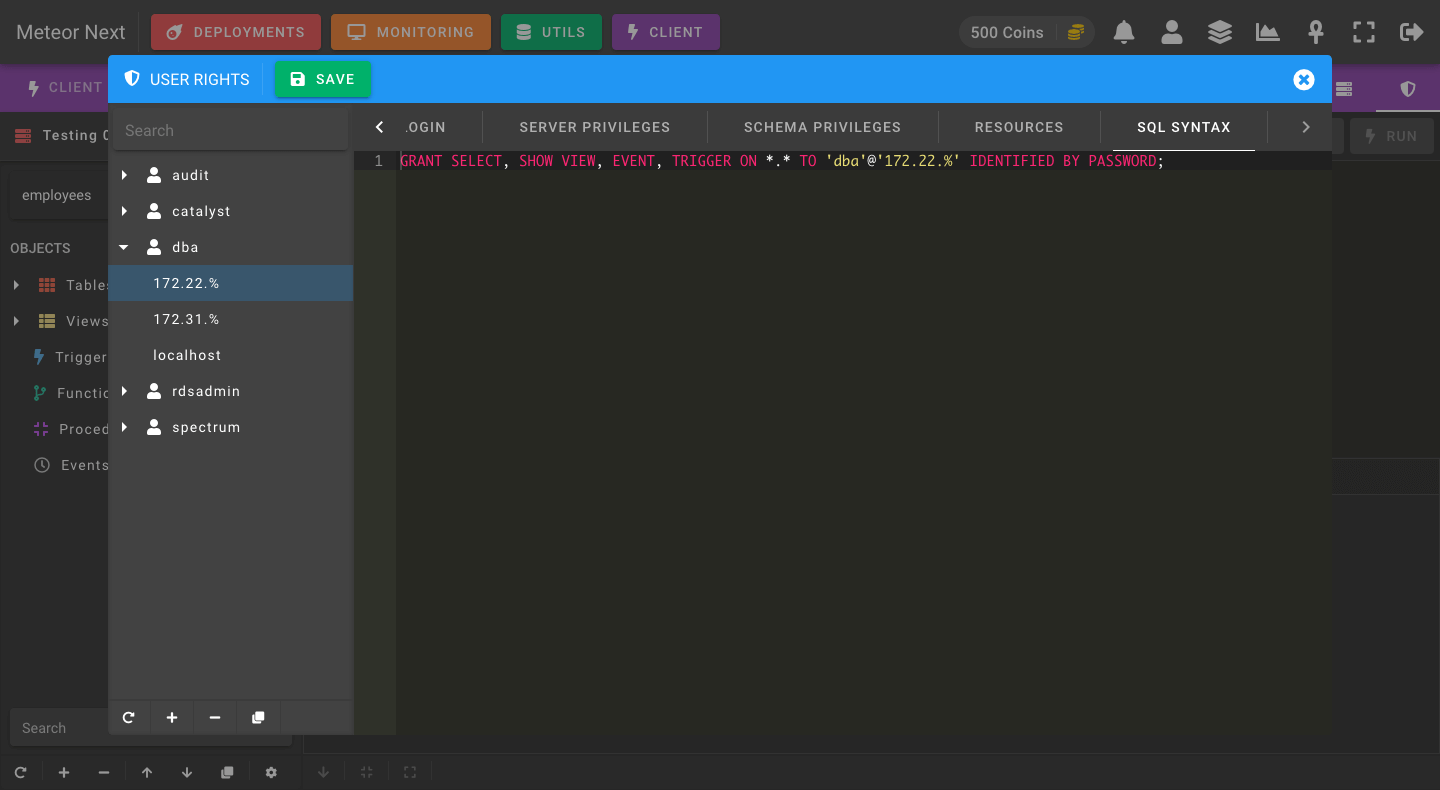 Meteor Next
DEPLOYMENTS
MONITORING
UTILS
CLIENT
500 Coins
USER RIGHTS
SAVE
CLIENT
Search
OGIN
SERVER PRIVILEGES
SCHEMA PRIVILEGES
RESOURCES
SQL SYNTAX
Testing
RUN
1 GRANT SELECT, SHOW VIEW, EVENT, TRIGGER ON *.* TO 'dba'@'172.22.%' IDENTIFIED BY PASSWORD;
audit
catalyst
dba
172.22.%
172.31.%
localhost
rdsadmin
spectrum
employees
OBJECTS
Tables
Views
Trigger
Functio
Proced
Events
Search